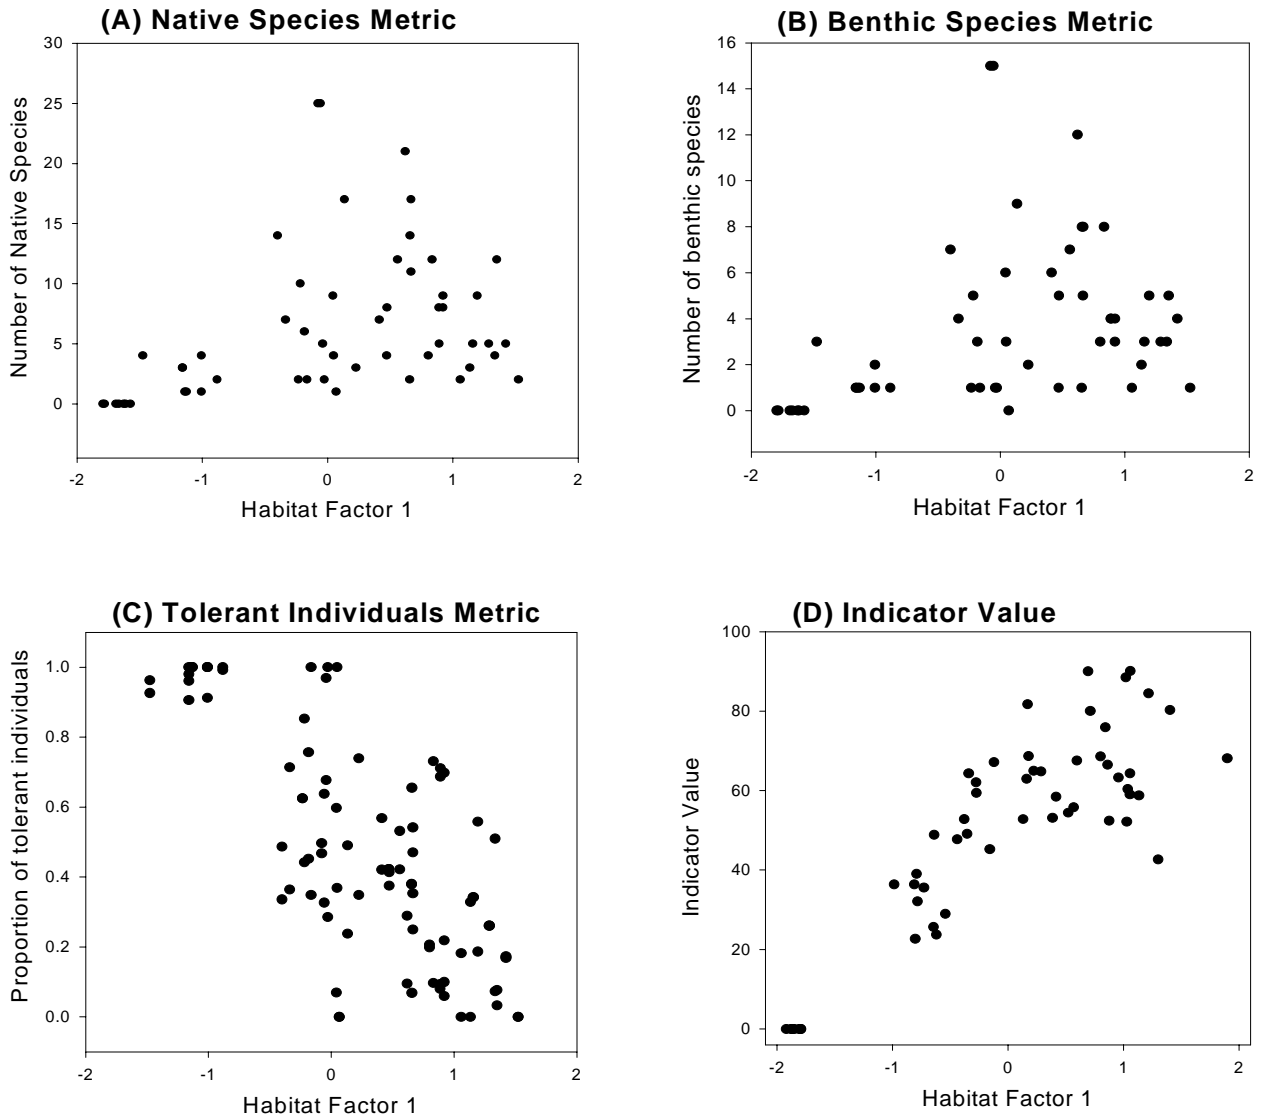 (A) Native Species Metric
30
25
20
15
10
5
0
Number of Native Species
-2 -1 0 1 2
Habitat Factor 1
(B) Benthic Species Metric
16
14
12
10
8
6
4
2
0
Number of benthic species
-2 -1 0 1 2
Habitat Factor 1
(C) Tolerant Individuals Metric
1.0
0.8
0.6
0.4
0.2
0.0
Proportion of tolerant individuals
-2 -1 0 1 2
Habitat Factor 1
(D) Indicator Value
100
80
60
40
20
0
Indicator Value
-2 -1 0 1 2
Habitat Factor 1